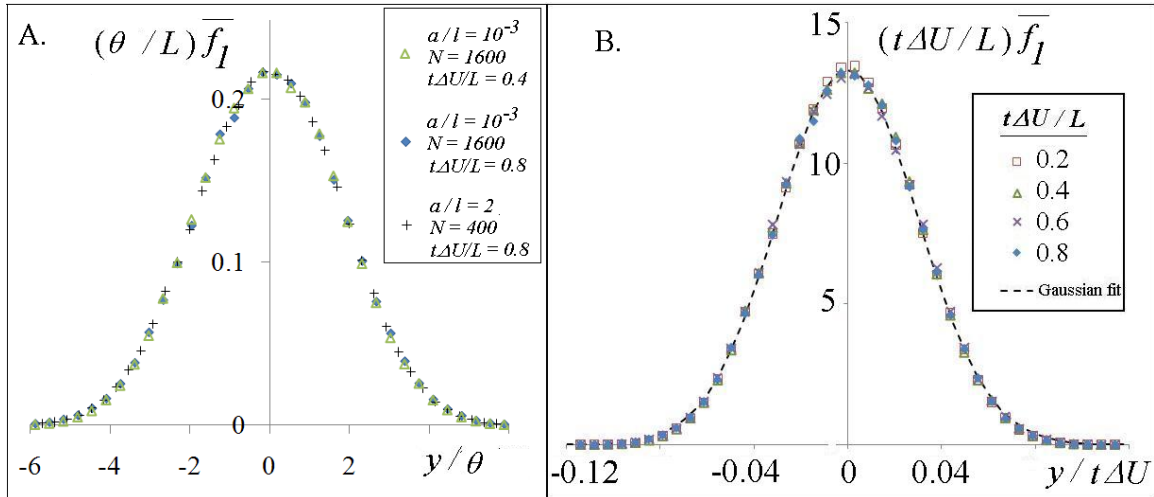 A.
(θ /L) f̅₁
a/l = 10⁻³
N = 1600
tΔU/L = 0.4
a/l = 10⁻³
N = 1600
tΔU/L = 0.8
a/l = 2
N = 400
tΔU/L = 0.8
0.2
0.1
0
-6 -4 -2 0 2
y/θ
B.
(tΔU/L) f̅₁
15
10
5
tΔU/L
0.2
0.4
0.6
0.8
Gaussian fit
-0.12 -0.04 0 0.04
y/tΔU